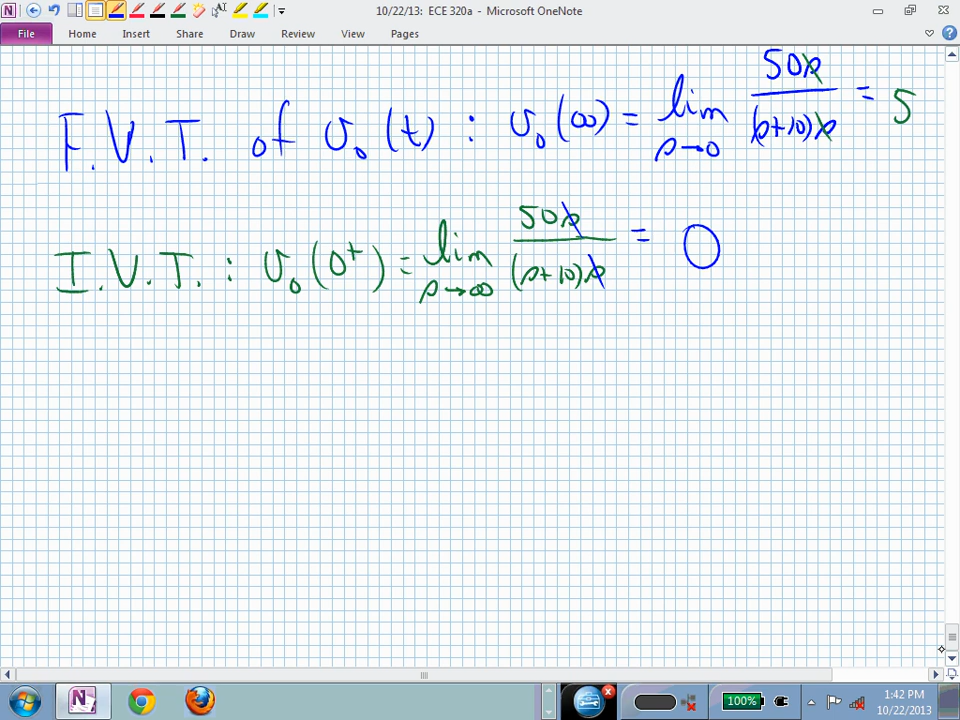 10/22/13: ECE 320a - Microsoft OneNote
File Home Insert Share Draw Review View Pages
F.V.T. of v₀(t) : v₀(∞) = lim s→0 50s/((s+10)s) = 5
I.V.T. : v₀(0⁺) = lim s→∞ 50s/((s+10)s) = 0
100%
1:42 PM
10/22/2013